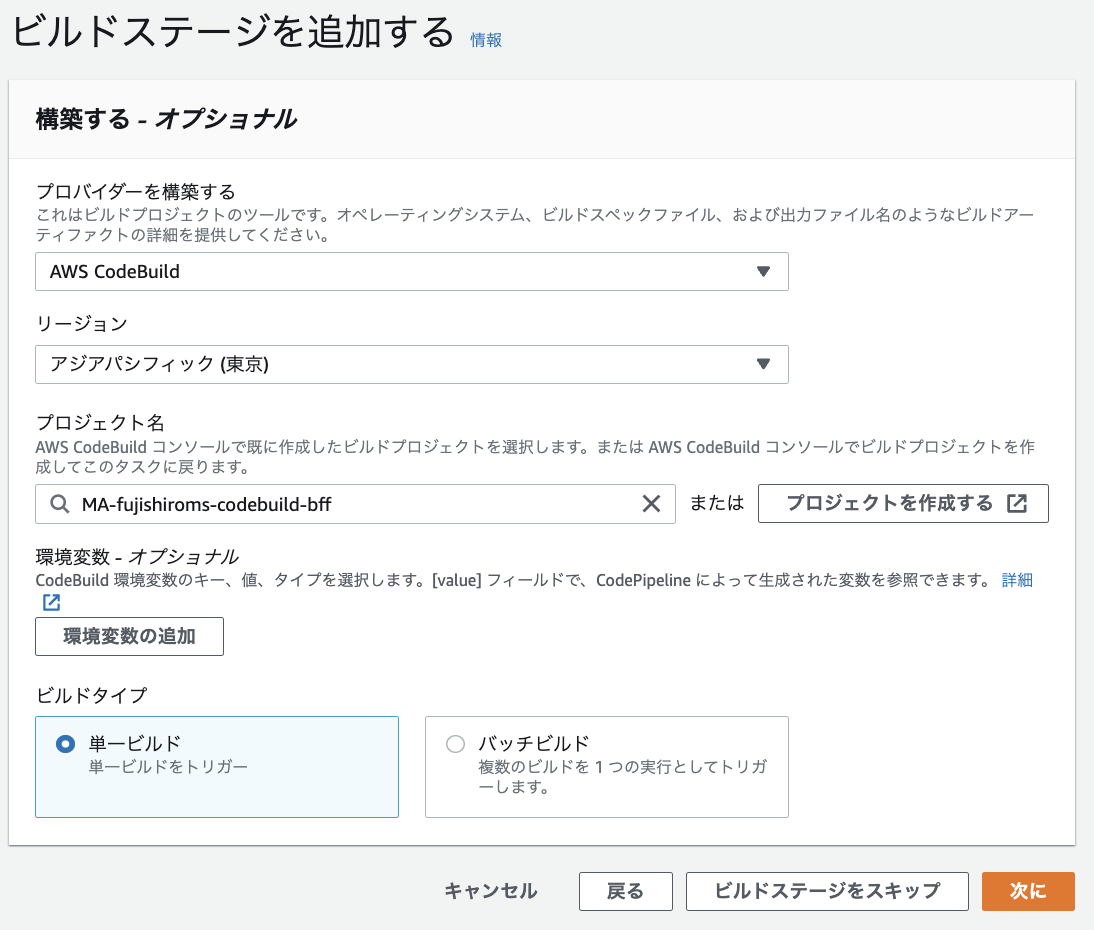 ビルドステージを追加する 情報
構築する - オプショナル
プロバイダーを構築する
これはビルドプロジェクトのツールです。オペレーティングシステム、ビルドスペックファイル、および出力ファイル名のようなビルドアー
ティファクトの詳細を提供してください。
AWS CodeBuild
リージョン
アジアパシフィック (東京)
プロジェクト名
AWS CodeBuild コンソールで既に作成したビルドプロジェクトを選択します。または AWS CodeBuild コンソールでビルドプロジェクトを作
成してこのタスクに戻ります。
MA-fujishiroms-codebuild-bff または プロジェクトを作成する
環境変数 - オプショナル
CodeBuild 環境変数のキー、値、タイプを選択します。[value] フィールドで、CodePipeline によって生成された変数を参照できます。 詳細
環境変数の追加
ビルドタイプ
単一ビルド
単一ビルドをトリガー
バッチビルド
複数のビルドを 1 つの実行としてトリガ
ーします。
キャンセル 戻る ビルドステージをスキップ 次に